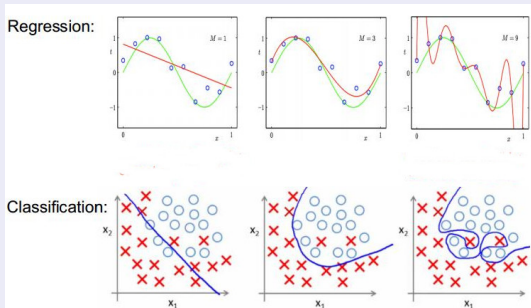 Regression:
M = 1
M = 3
M = 9
t
1
0
-1
0
x
1
1
0
-1
0
x
1
1
0
-1
0
x
1
Classification:
x2
x1
x2
x1
x2
x1